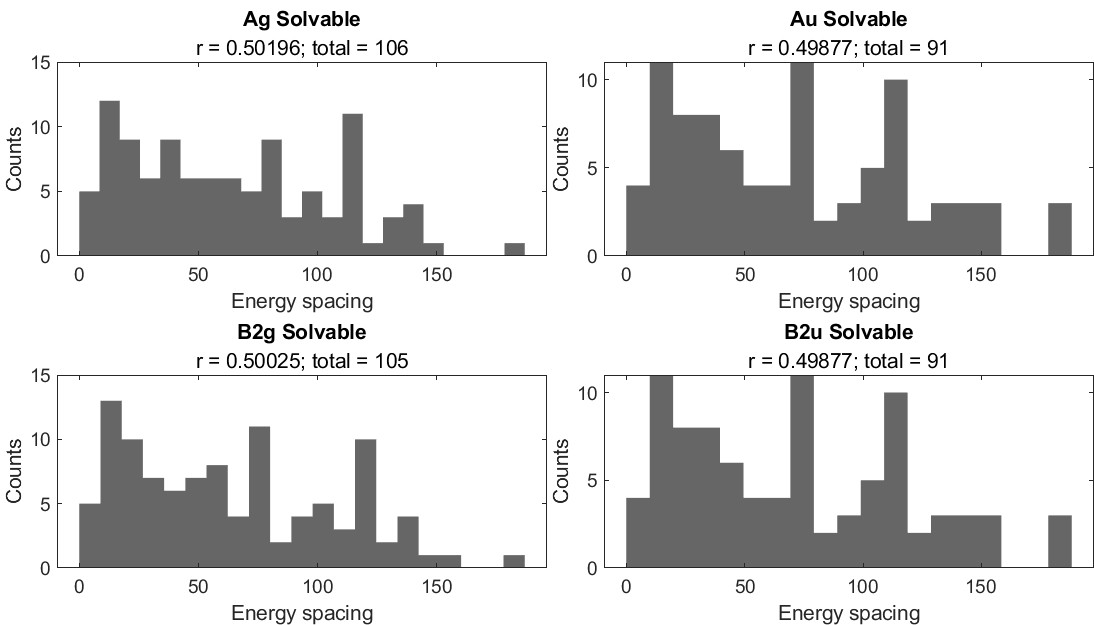 Ag Solvable
r = 0.50196; total = 106
15
10
5
0
Counts
0 50 100 150
Energy spacing
Au Solvable
r = 0.49877; total = 91
10
5
0
Counts
0 50 100 150
Energy spacing
B2g Solvable
r = 0.50025; total = 105
15
10
5
0
Counts
0 50 100 150
Energy spacing
B2u Solvable
r = 0.49877; total = 91
10
5
0
Counts
0 50 100 150
Energy spacing